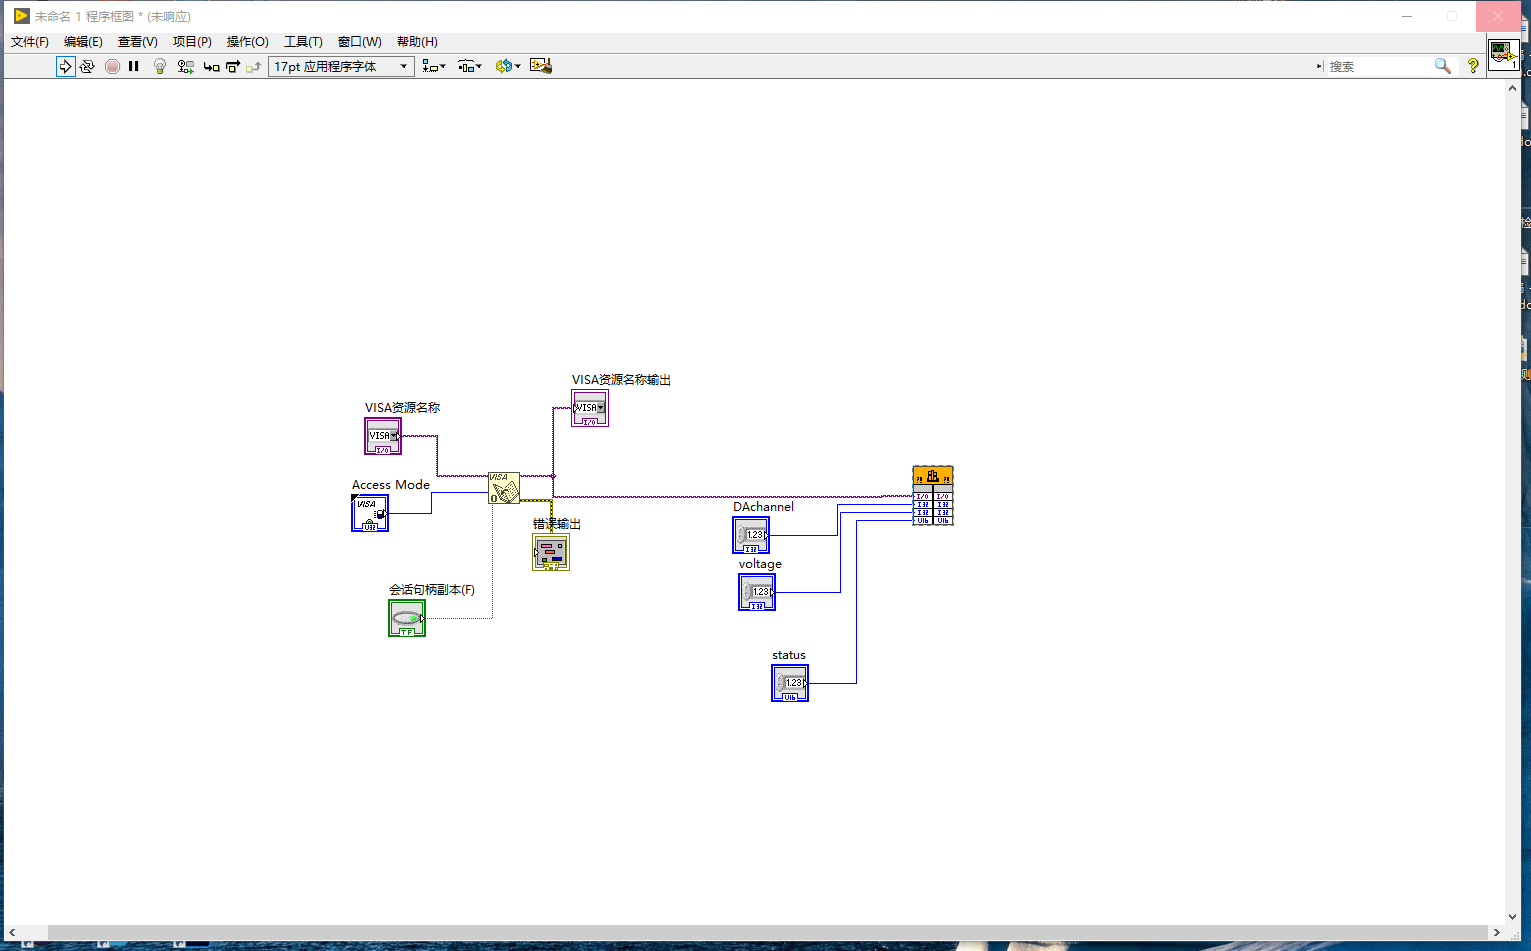 未命名 1 程序框图 * (未响应)
文件(F) 编辑(E) 查看(V) 项目(P) 操作(O) 工具(T) 窗口(W) 帮助(H)
17pt 应用程序字体
搜索
1
VISA资源名称输出
VISA
I/O
VISA资源名称
VISA
I/O
Access Mode
VISA
U32
VISA
DAchannel
1.23
I32
错误输出
voltage
1.23
I32
会话句柄副本(F)
TF
status
1.23
U16
I/O I/O
I32 I32
I32 I32
U16 U16